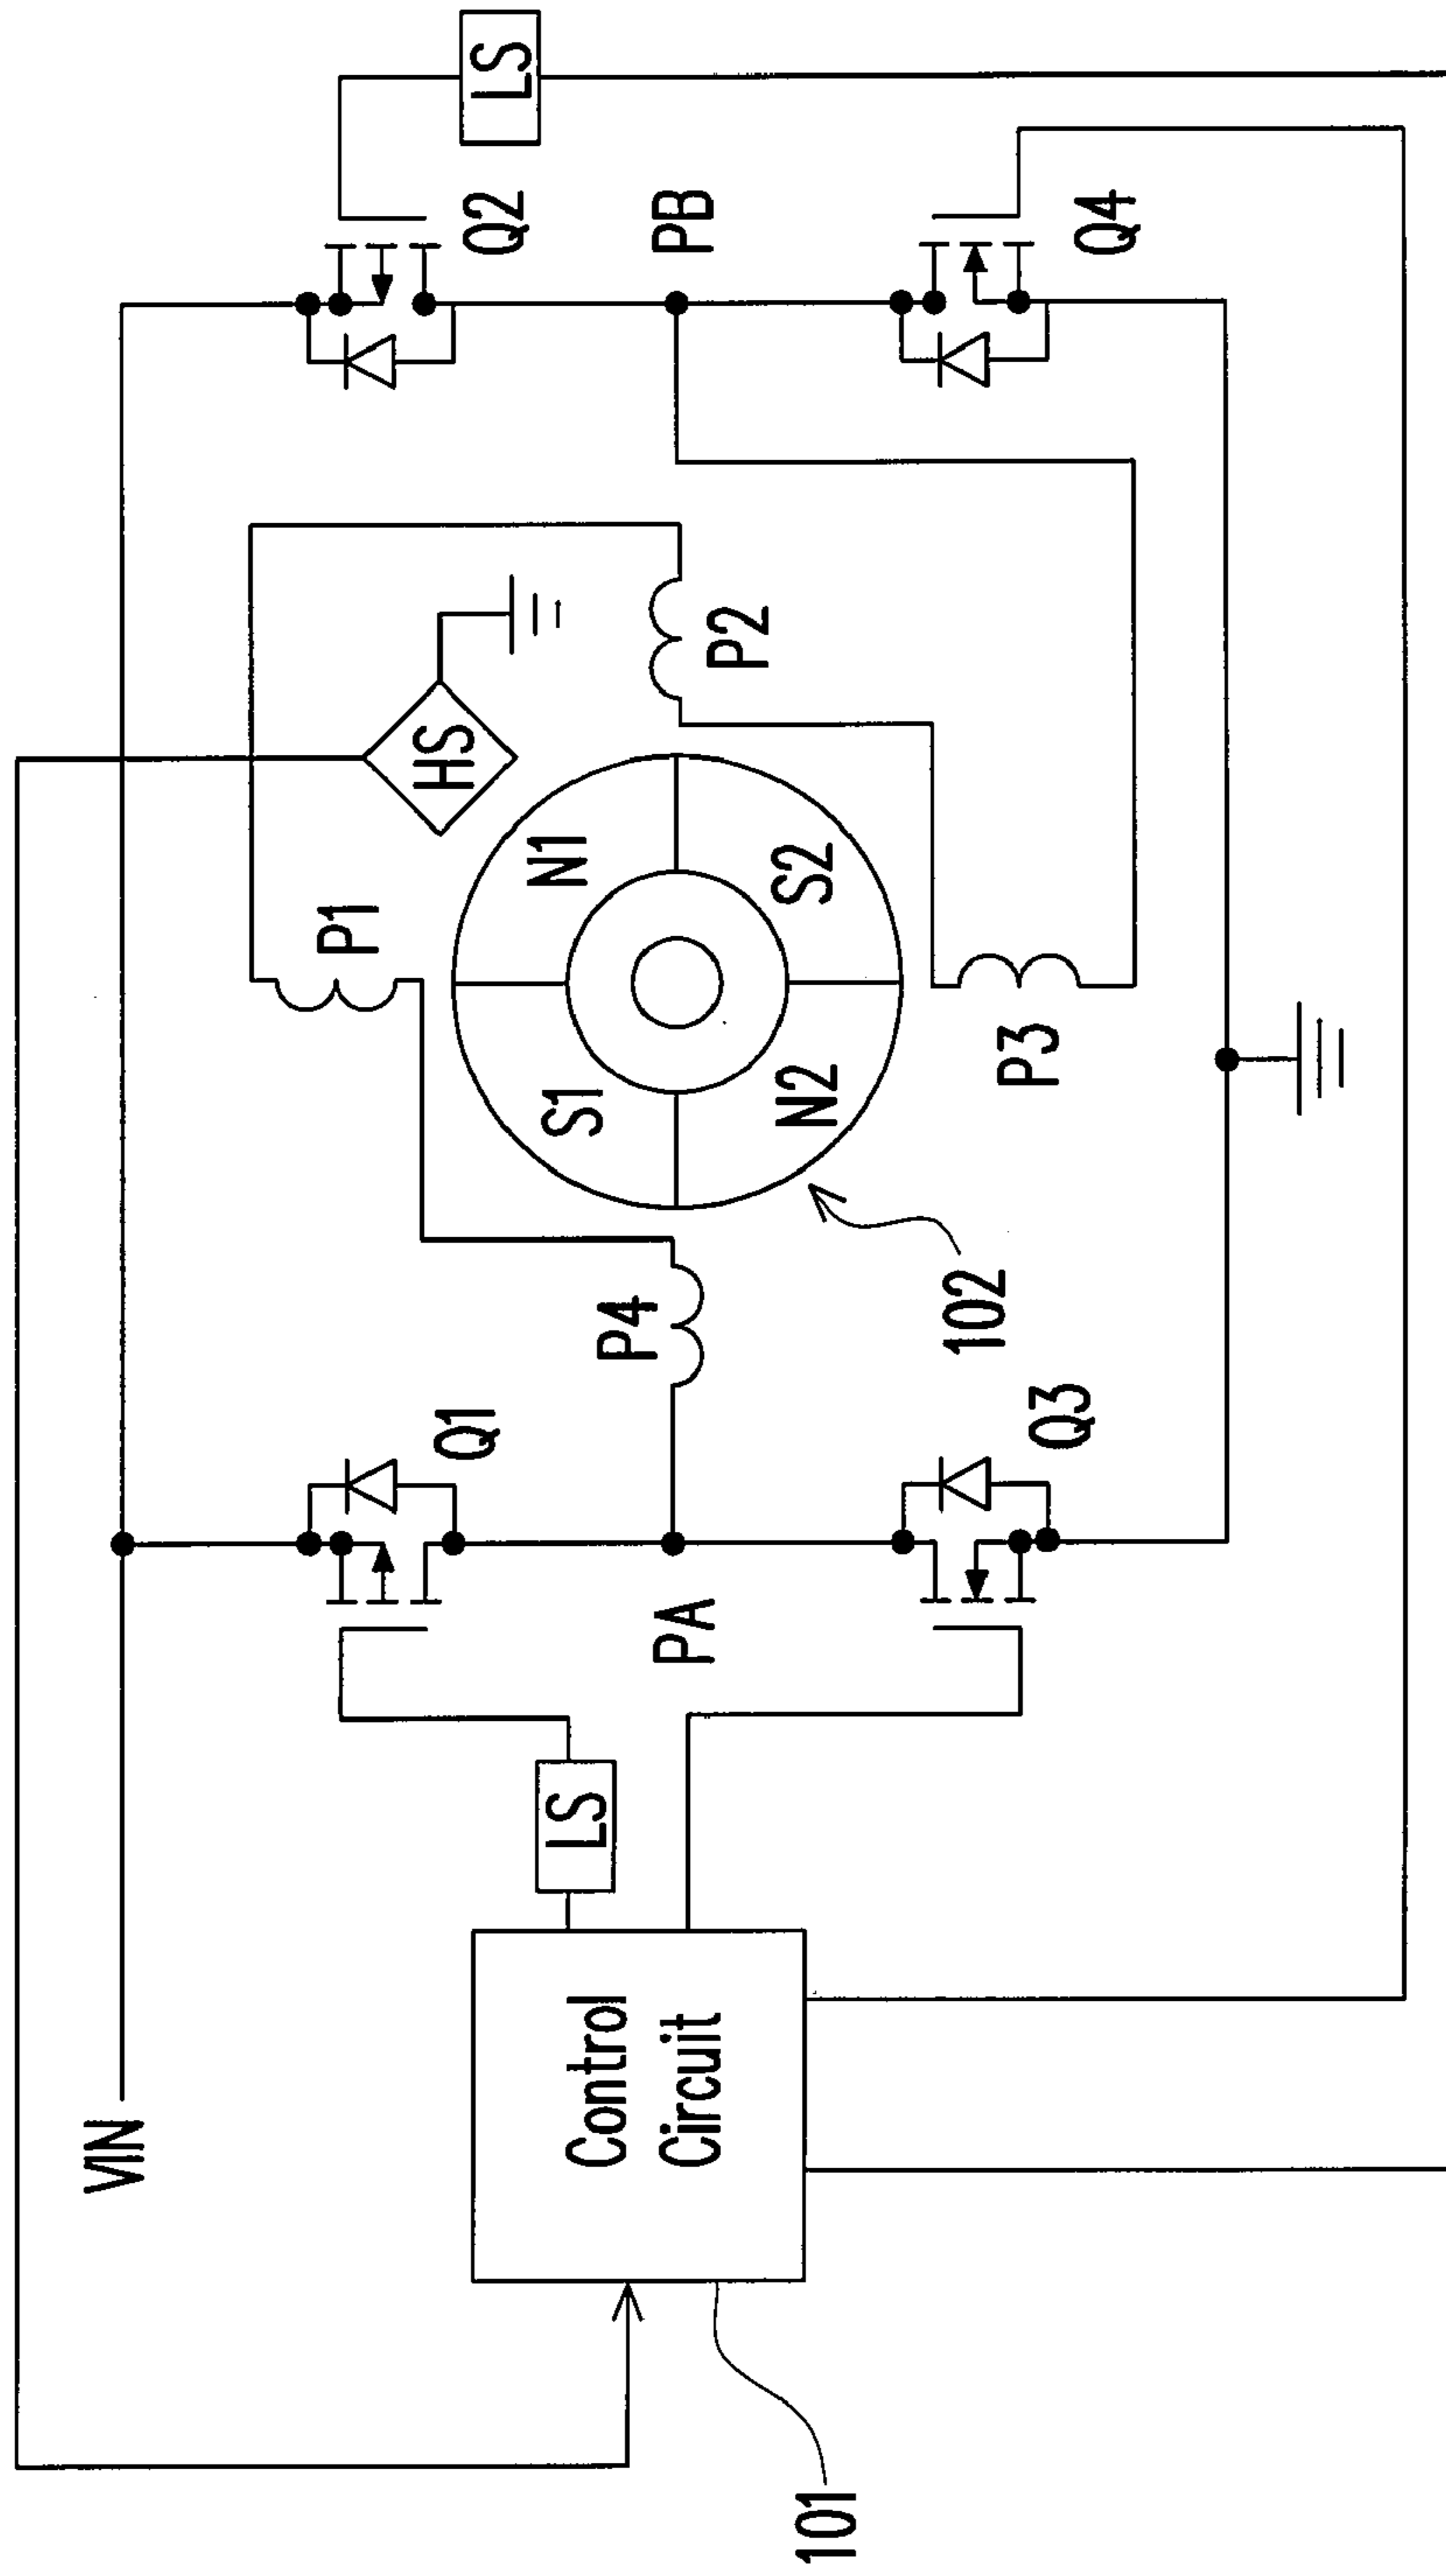 VIN
LS
Q1
Q2
P1
HS
LS
P4
S1
N1
P2
PA
PB
N2
S2
Control
Circuit
Q3
P3
Q4
102
101